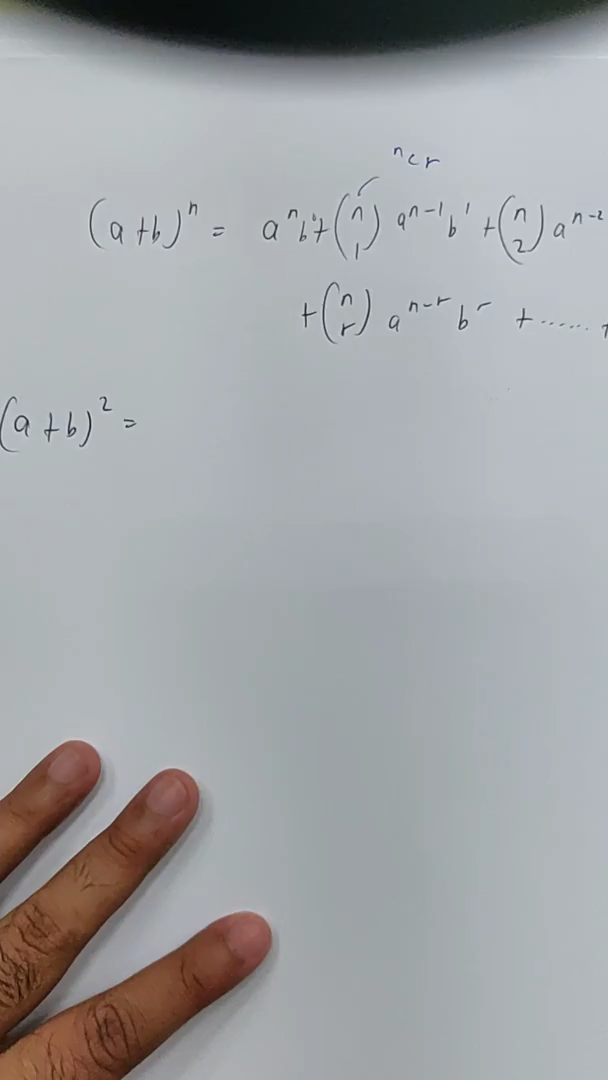 ⁿCr
(a+b)ⁿ = aⁿb⁰+(n 1) aⁿ⁻¹b¹ +(n 2)aⁿ⁻²
+(n r) aⁿ⁻ʳ bʳ + ...... +
(a+b)² =